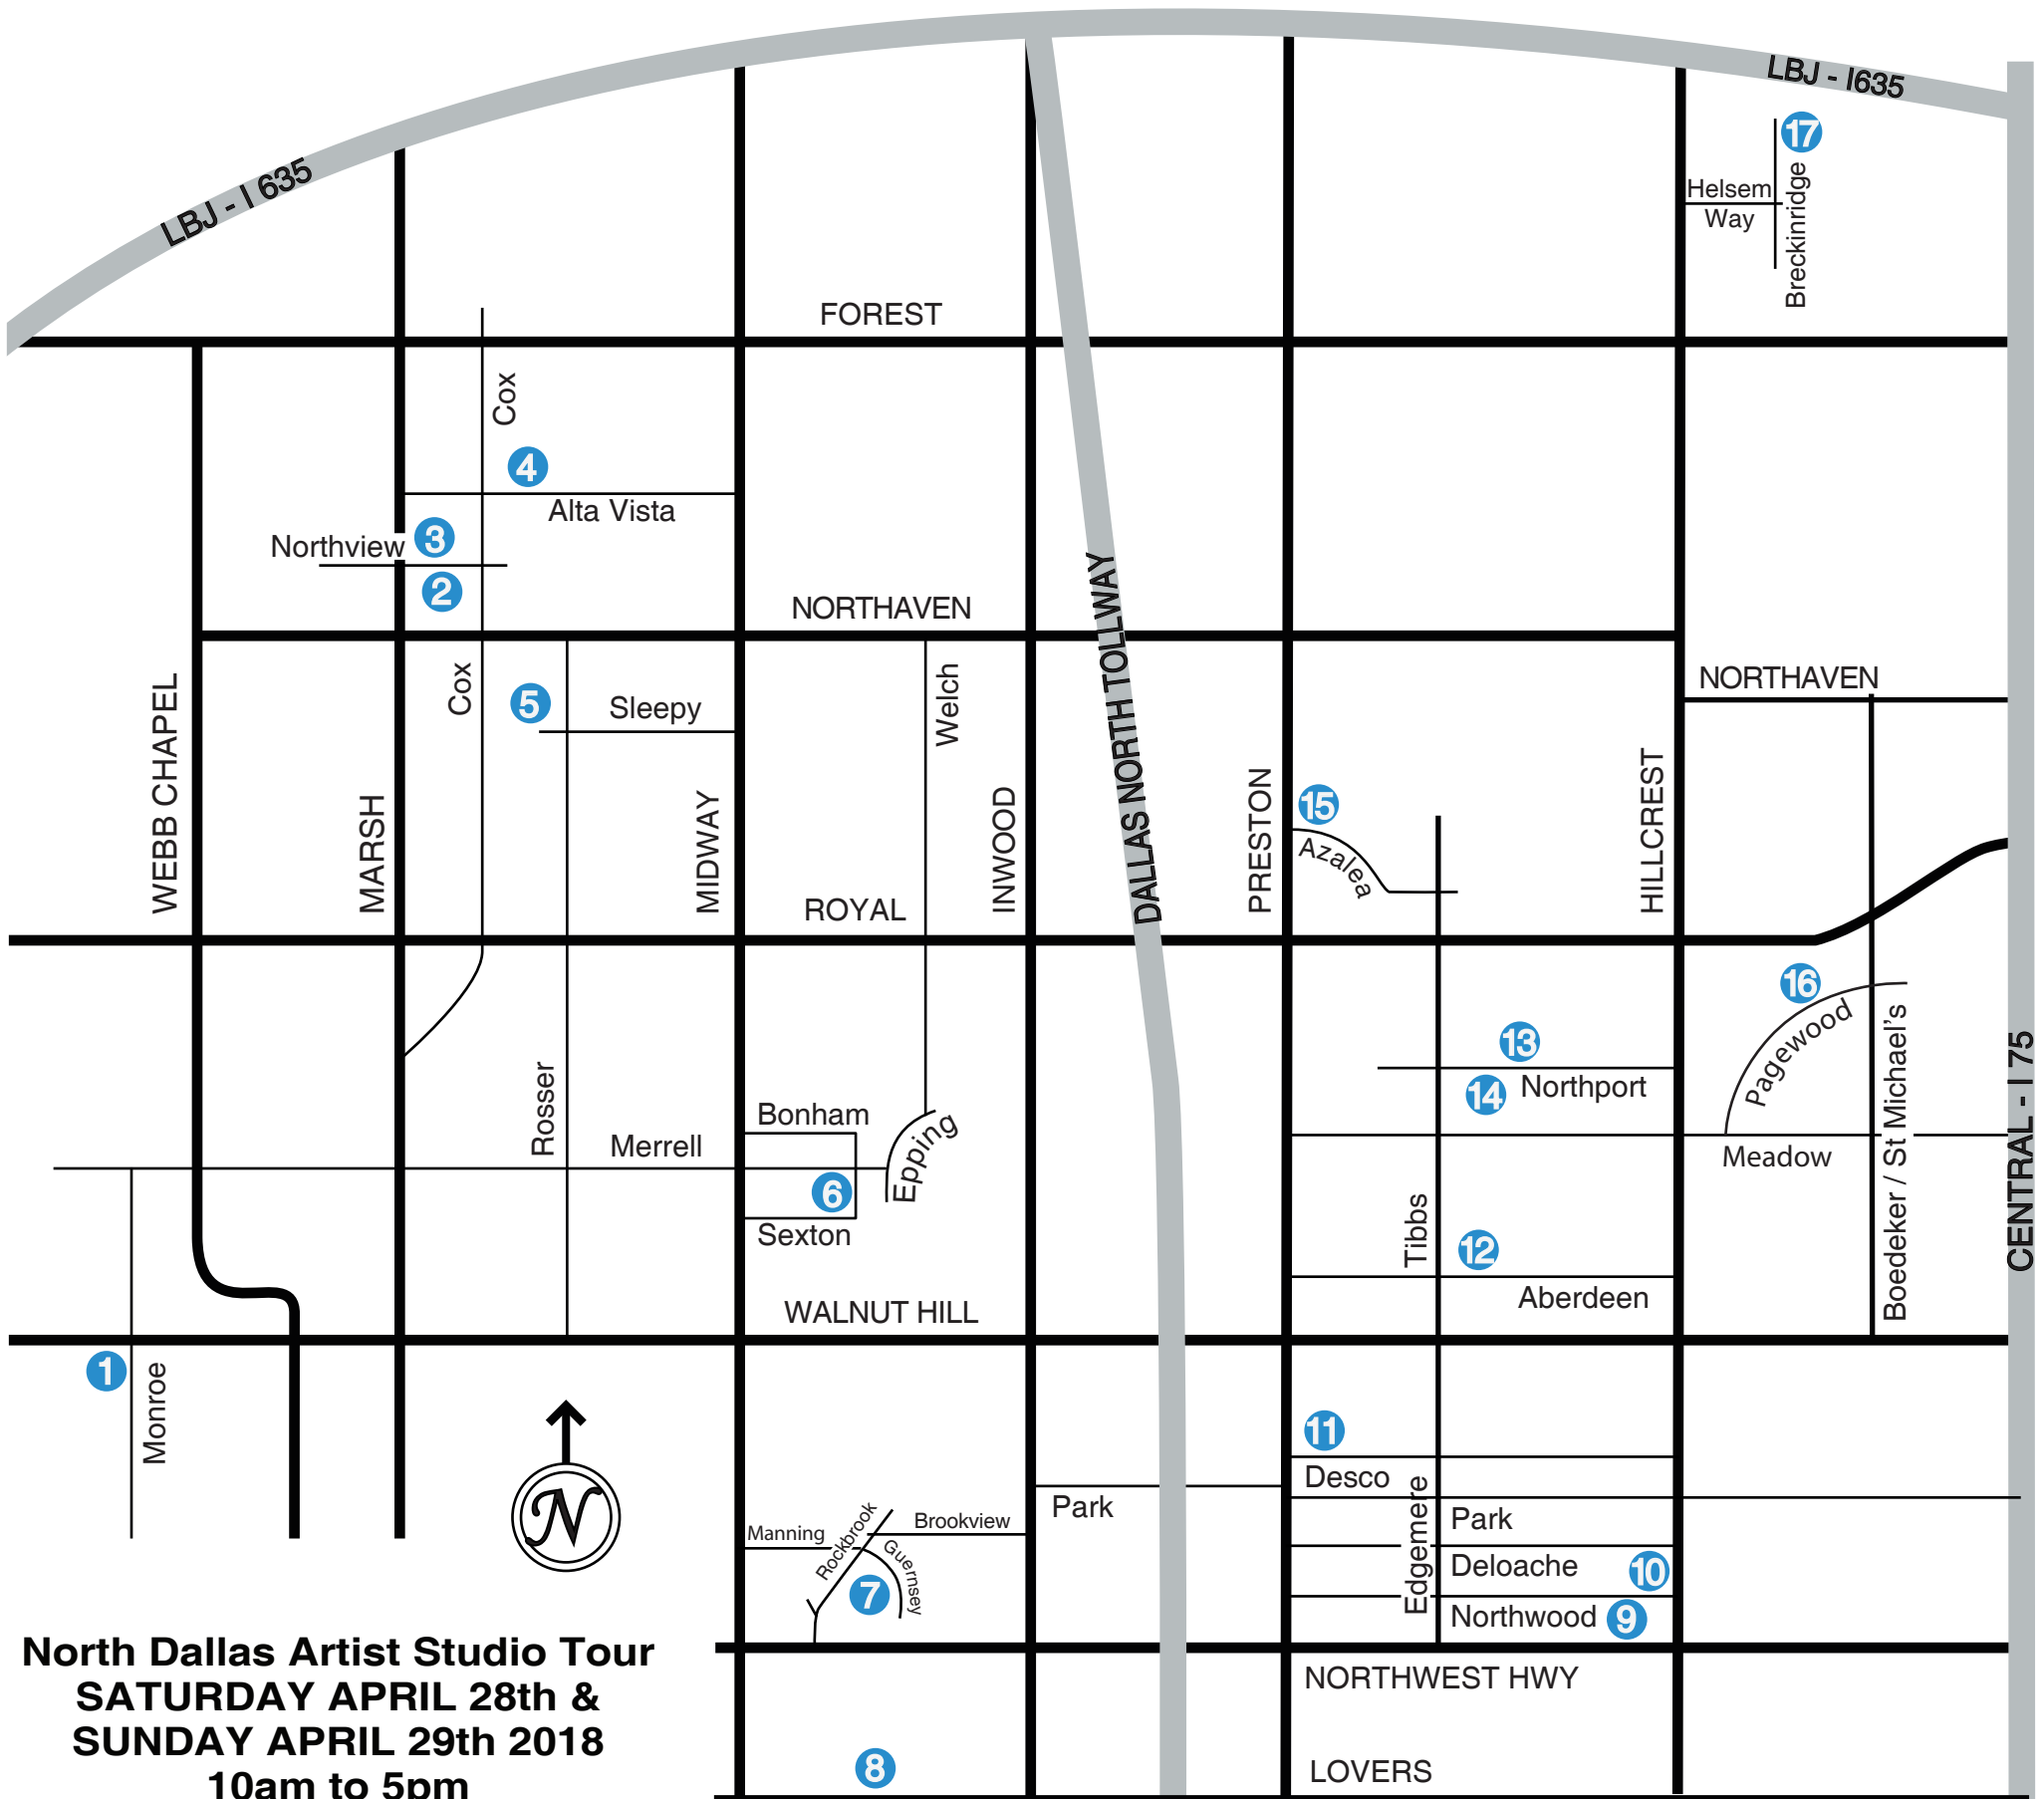 LBJ - I635
17
LBJ - I 635
Helsem
Way
Breckinridge
FOREST
Cox
4
Alta Vista
Northview
3
2
NORTHAVEN
DALLAS NORTH TOLLWAY
WEBB CHAPEL
MARSH
Cox
5
Sleepy
MIDWAY
Welch
INWOOD
PRESTON
15
Azalea
HILLCREST
NORTHAVEN
ROYAL
16
Pagewood
13
14
Northport
Rosser
Bonham
Merrell
Epping
6
Sexton
Meadow
Boedeker / St Michael's
CENTRAL - I 75
Tibbs
12
Aberdeen
WALNUT HILL
1
Monroe
11
Desco
N
Park
Edgemere
Park
Manning
Rockbrook
Brookview
Guernsey
7
Deloache
10
Northwood
9
NORTHWEST HWY
North Dallas Artist Studio Tour
SATURDAY APRIL 28th &
SUNDAY APRIL 29th 2018
10am to 5pm
8
LOVERS